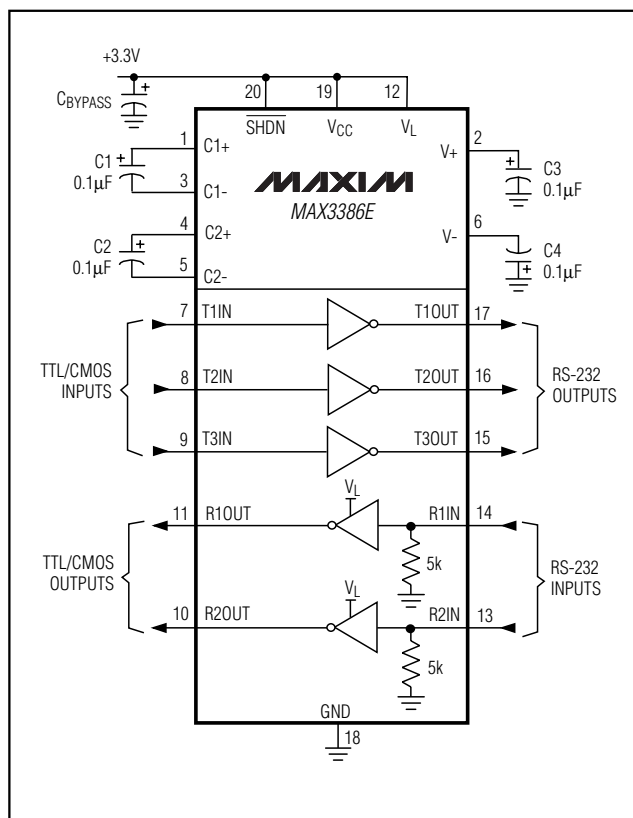 +3.3V
CBYPASS
20 19 12
SHDN VCC VL
1 C1+ V+ 2
C1 0.1µF
C3 0.1µF
3 C1-
MAXIM
MAX3386E
4 C2+ V- 6
C2 0.1µF
C4 0.1µF
5 C2-
7 T1IN T1OUT 17
TTL/CMOS INPUTS
8 T2IN T2OUT 16
RS-232 OUTPUTS
9 T3IN T3OUT 15
VL
11 R1OUT R1IN 14
5k
TTL/CMOS OUTPUTS
RS-232 INPUTS
VL
10 R2OUT R2IN 13
5k
GND
18